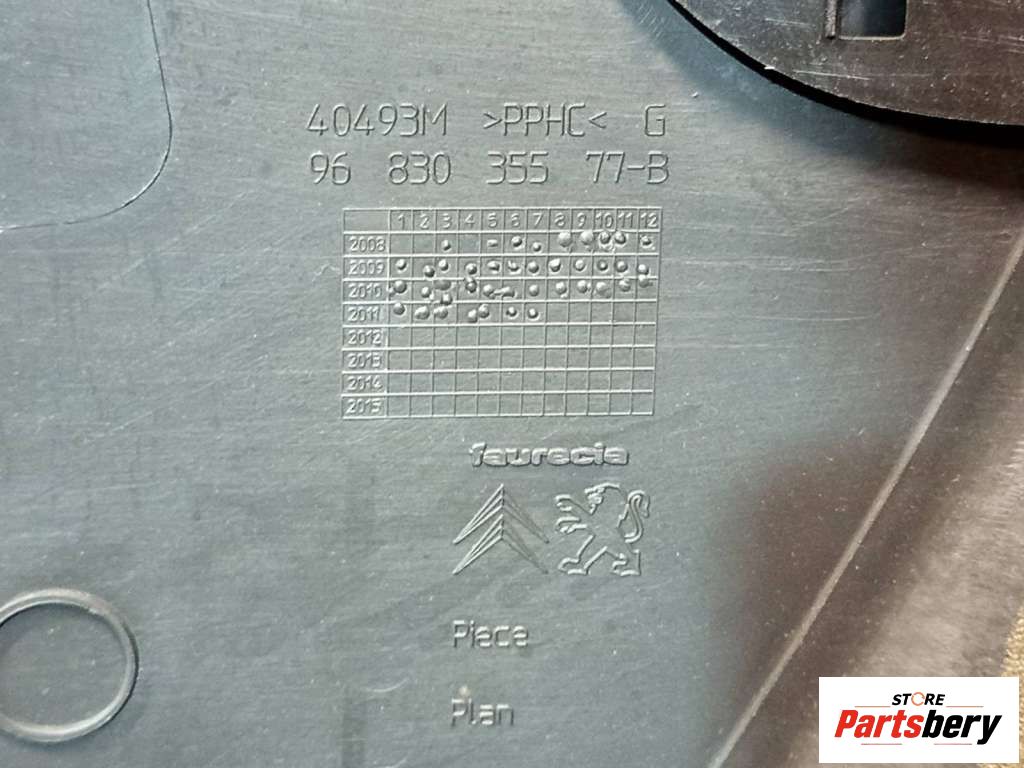 40493M >PPHC< G
96 830 355 77-B
1 2 3 4 5 6 7 8 9 10 11 12
2008
2009
2010
2011
2012
2013
2014
2015
faurecia
Piece
Plan
STORE
Partsbery